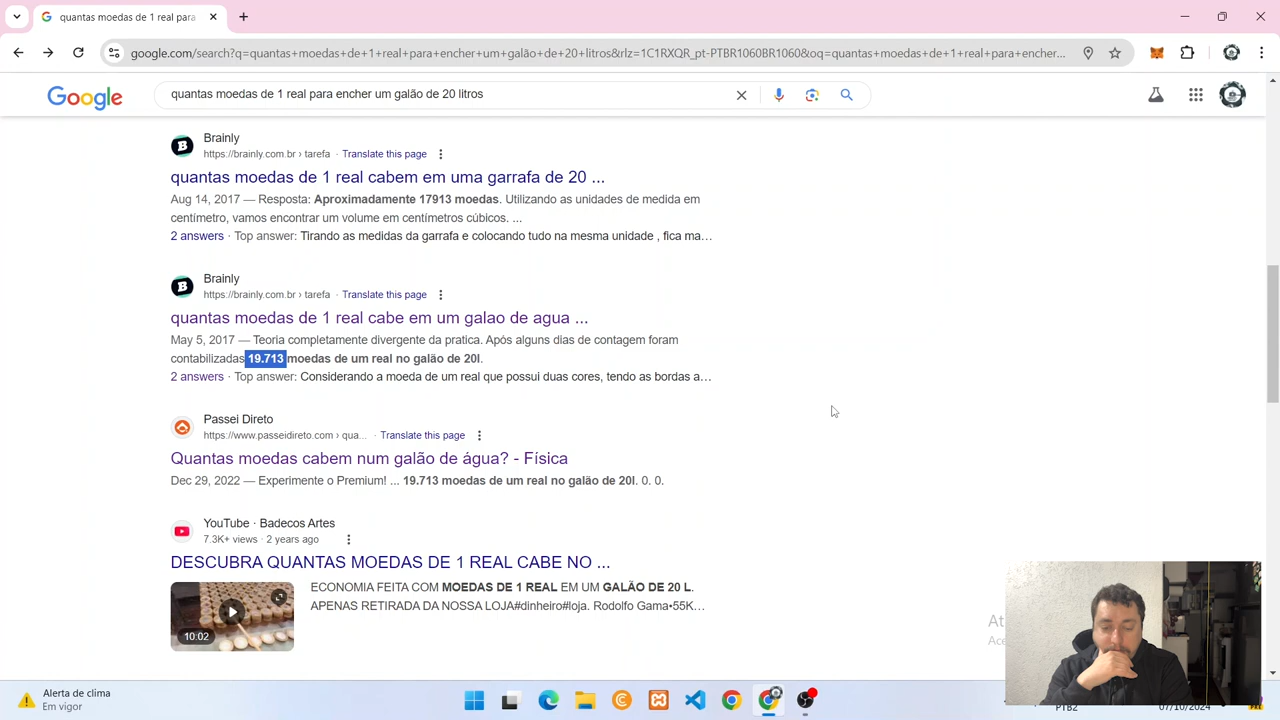 quantas moedas de 1 real para
google.com/search?q=quantas+moedas+de+1+real+para+encher+um+galão+de+20+litros&rlz=1C1RXQR_pt-PTBR1060BR1060&oq=quantas+moedas+de+1+real+para+encher...
Google
quantas moedas de 1 real para encher um galão de 20 litros
Brainly
https://brainly.com.br › tarefa · Translate this page
quantas moedas de 1 real cabem em uma garrafa de 20 ...
Aug 14, 2017 — Resposta: Aproximadamente 17913 moedas. Utilizando as unidades de medida em
centímetro, vamos encontrar um volume em centímetros cúbicos. ...
2 answers · Top answer: Tirando as medidas da garrafa e colocando tudo na mesma unidade , fica ma...
Brainly
https://brainly.com.br › tarefa · Translate this page
quantas moedas de 1 real cabe em um galao de agua ...
May 5, 2017 — Teoria completamente divergente da pratica. Após alguns dias de contagem foram
contabilizadas 19.713 moedas de um real no galão de 20l.
2 answers · Top answer: Considerando a moeda de um real que possui duas cores, tendo as bordas a...
Passei Direto
https://www.passeidireto.com › qua... · Translate this page
Quantas moedas cabem num galão de água? - Física
Dec 29, 2022 — Experimente o Premium! ... 19.713 moedas de um real no galão de 20l. 0. 0.
YouTube · Badecos Artes
7.3K+ views · 2 years ago
DESCUBRA QUANTAS MOEDAS DE 1 REAL CABE NO ...
10:02
ECONOMIA FEITA COM MOEDAS DE 1 REAL EM UM GALÃO DE 20 L.
APENAS RETIRADA DA NOSSA LOJA#dinheiro#loja. Rodolfo Gama•55K...
Alerta de clima
Em vigor
PTB2
07/10/2024